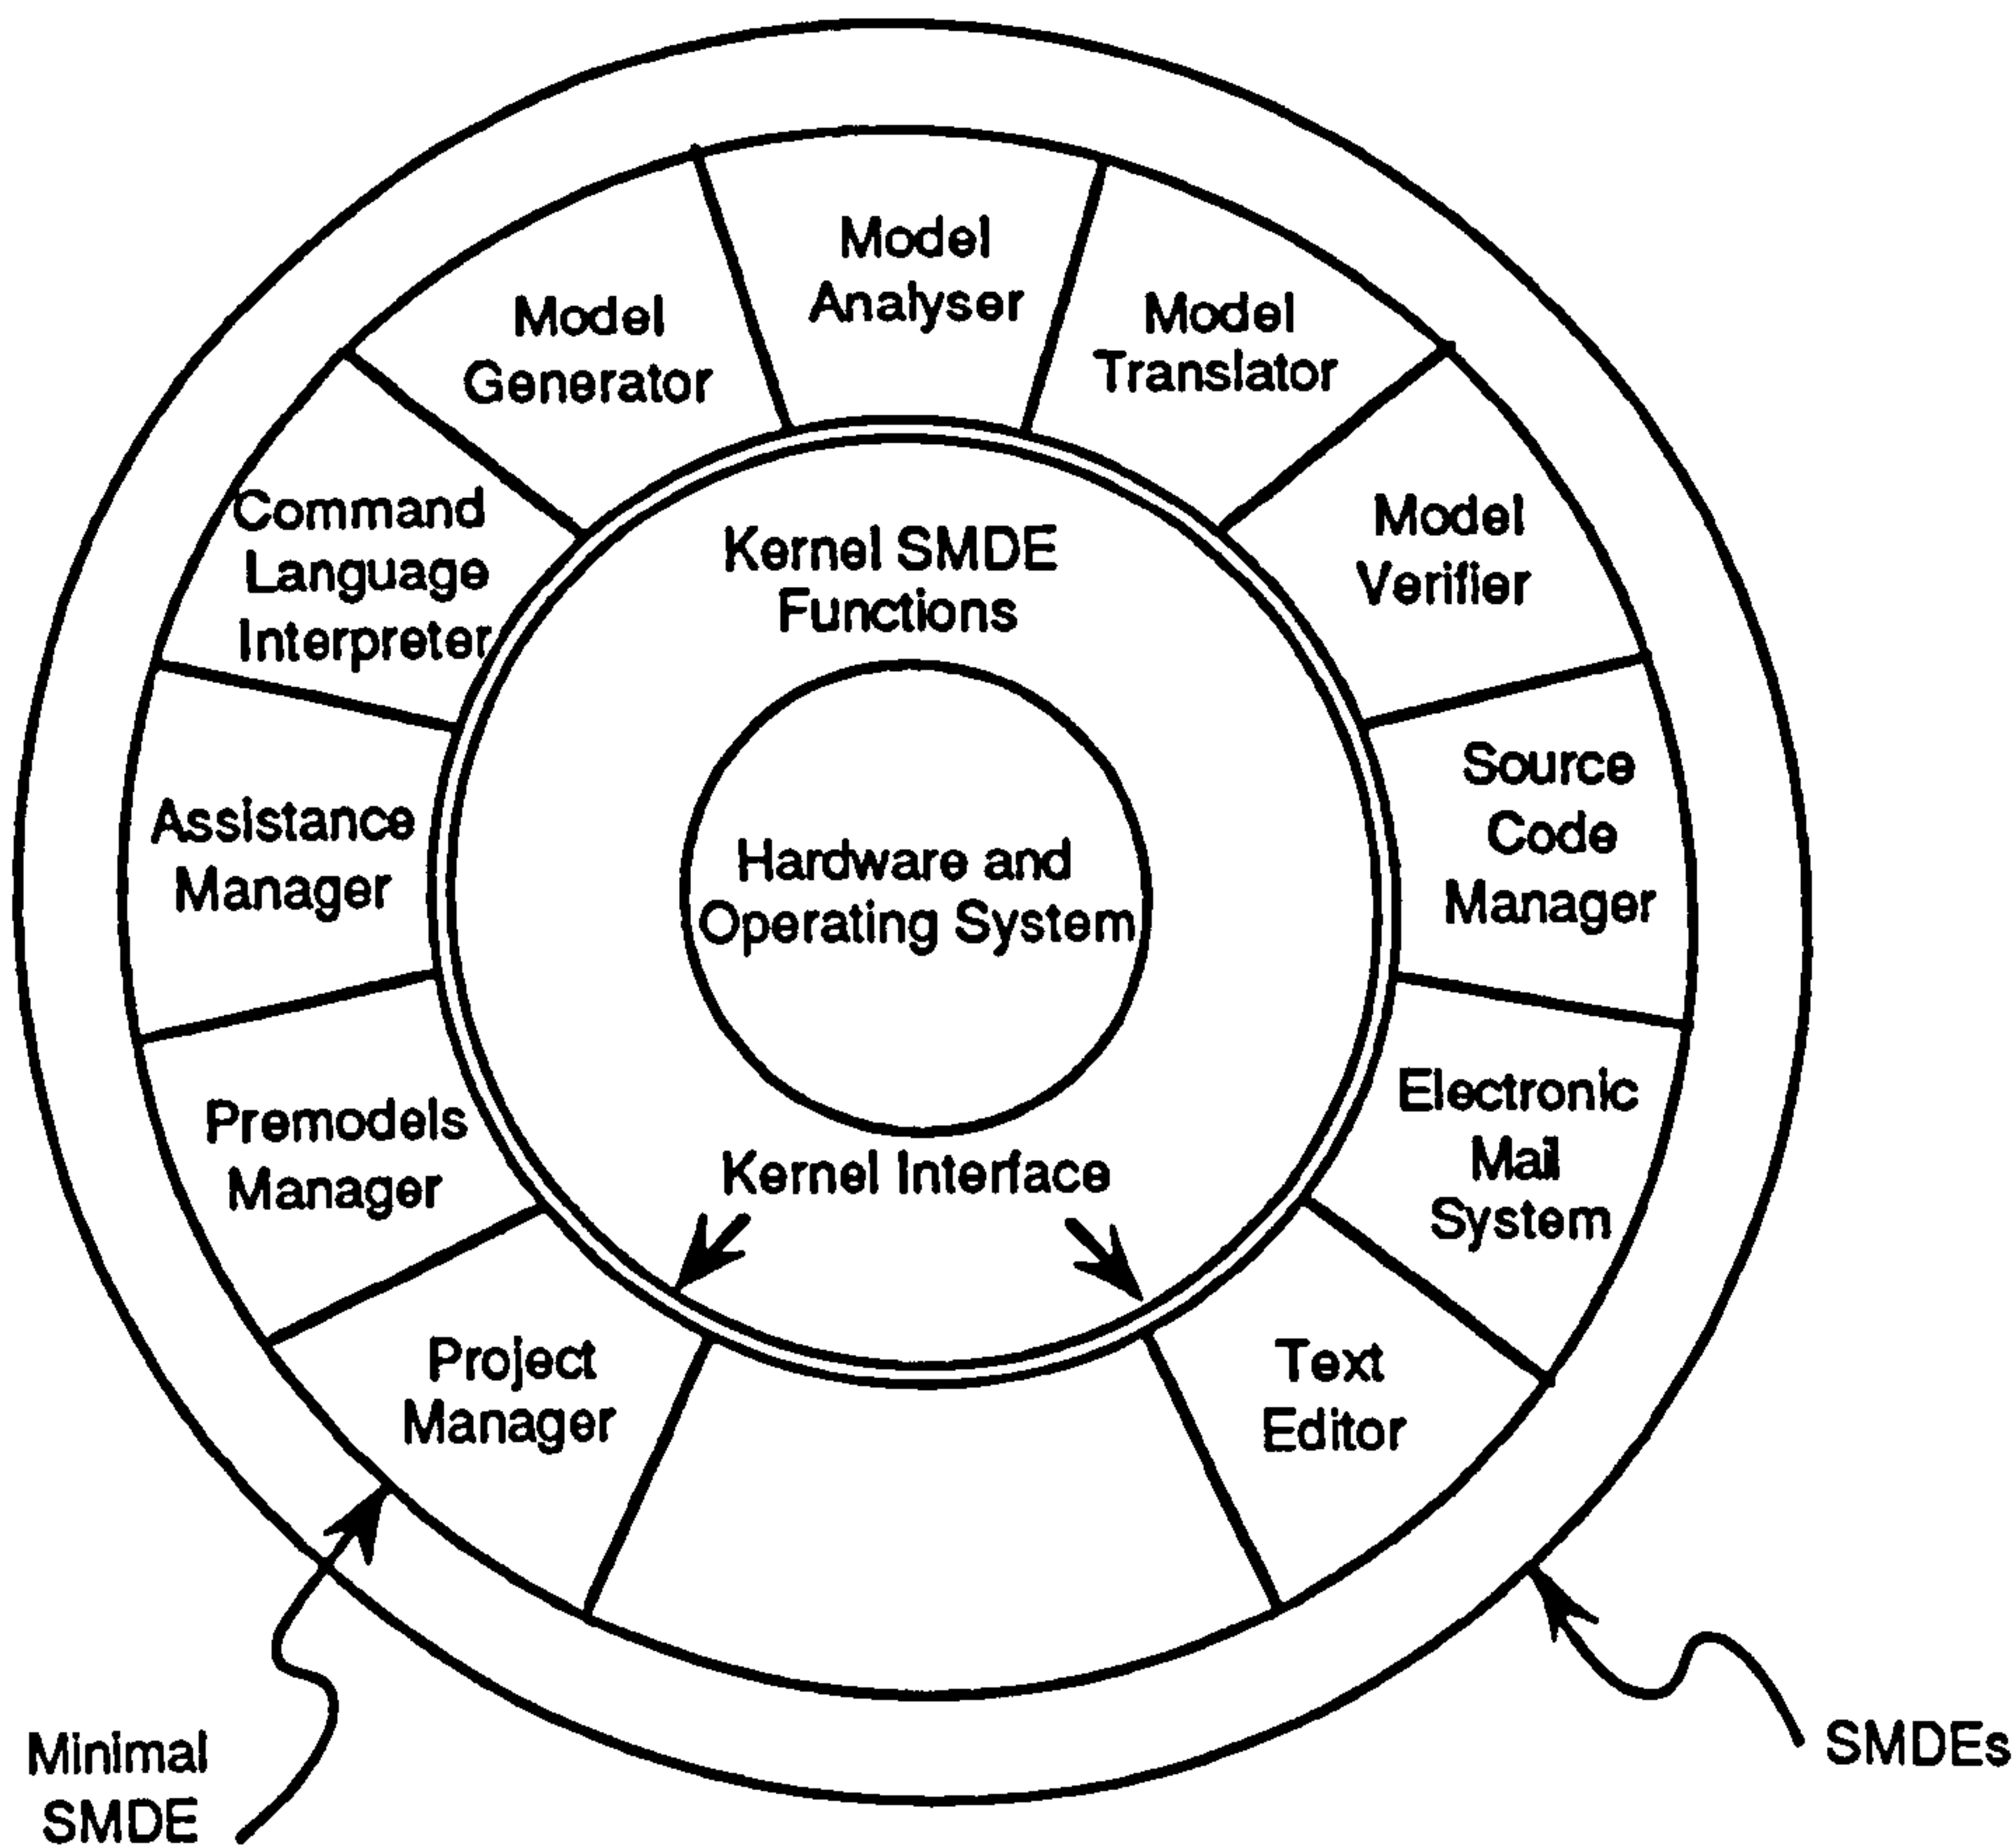 Model
Analyser
Model
Generator
Model
Translator
Command
Language
Interpreter
Kernel SMDE
Functions
Model
Verifier
Assistance
Manager
Hardware and
Operating System
Source
Code
Manager
Premodels
Manager
Kernel Interface
Electronic
Mail
System
Project
Manager
Text
Editor
Minimal
SMDE
SMDEs